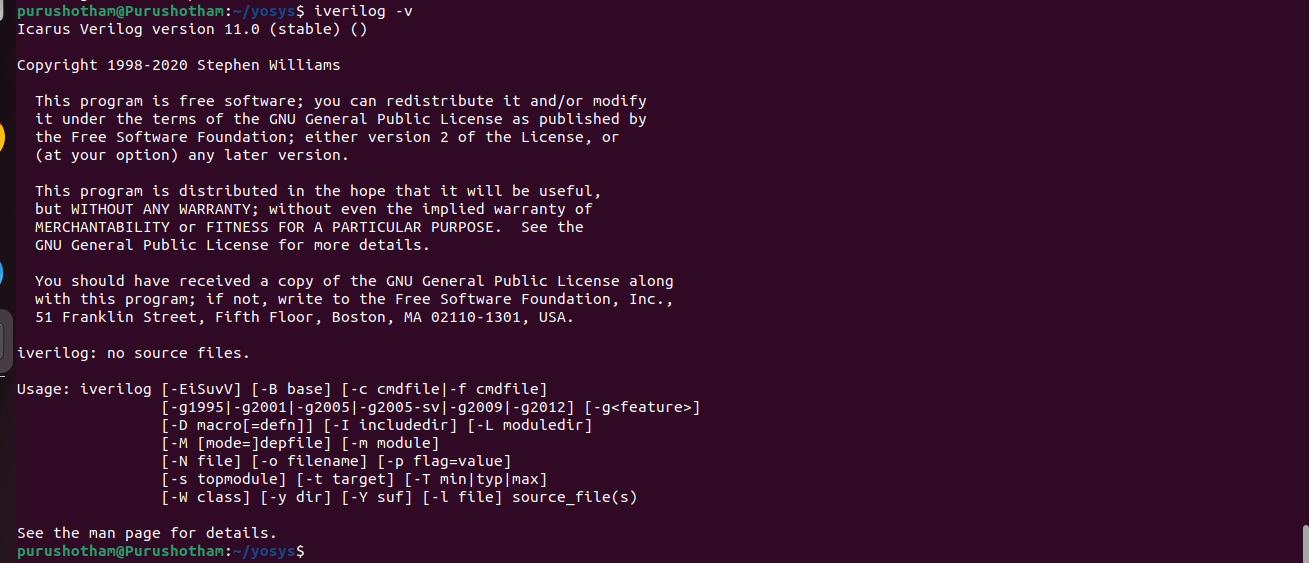 purushotham@Purushotham:~/yosys$ iverilog -v
Icarus Verilog version 11.0 (stable) ()

Copyright 1998-2020 Stephen Williams

  This program is free software; you can redistribute it and/or modify
  it under the terms of the GNU General Public License as published by
  the Free Software Foundation; either version 2 of the License, or
  (at your option) any later version.

  This program is distributed in the hope that it will be useful,
  but WITHOUT ANY WARRANTY; without even the implied warranty of
  MERCHANTABILITY or FITNESS FOR A PARTICULAR PURPOSE.  See the
  GNU General Public License for more details.

  You should have received a copy of the GNU General Public License along
  with this program; if not, write to the Free Software Foundation, Inc.,
  51 Franklin Street, Fifth Floor, Boston, MA 02110-1301, USA.

iverilog: no source files.

Usage: iverilog [-EiSuvV] [-B base] [-c cmdfile|-f cmdfile]
                [-g1995|-g2001|-g2005|-g2005-sv|-g2009|-g2012] [-g<feature>]
                [-D macro[=defn]] [-I includedir] [-L moduledir]
                [-M [mode=]depfile] [-m module]
                [-N file] [-o filename] [-p flag=value]
                [-s topmodule] [-t target] [-T min|typ|max]
                [-W class] [-y dir] [-Y suf] [-l file] source_file(s)

See the man page for details.
purushotham@Purushotham:~/yosys$